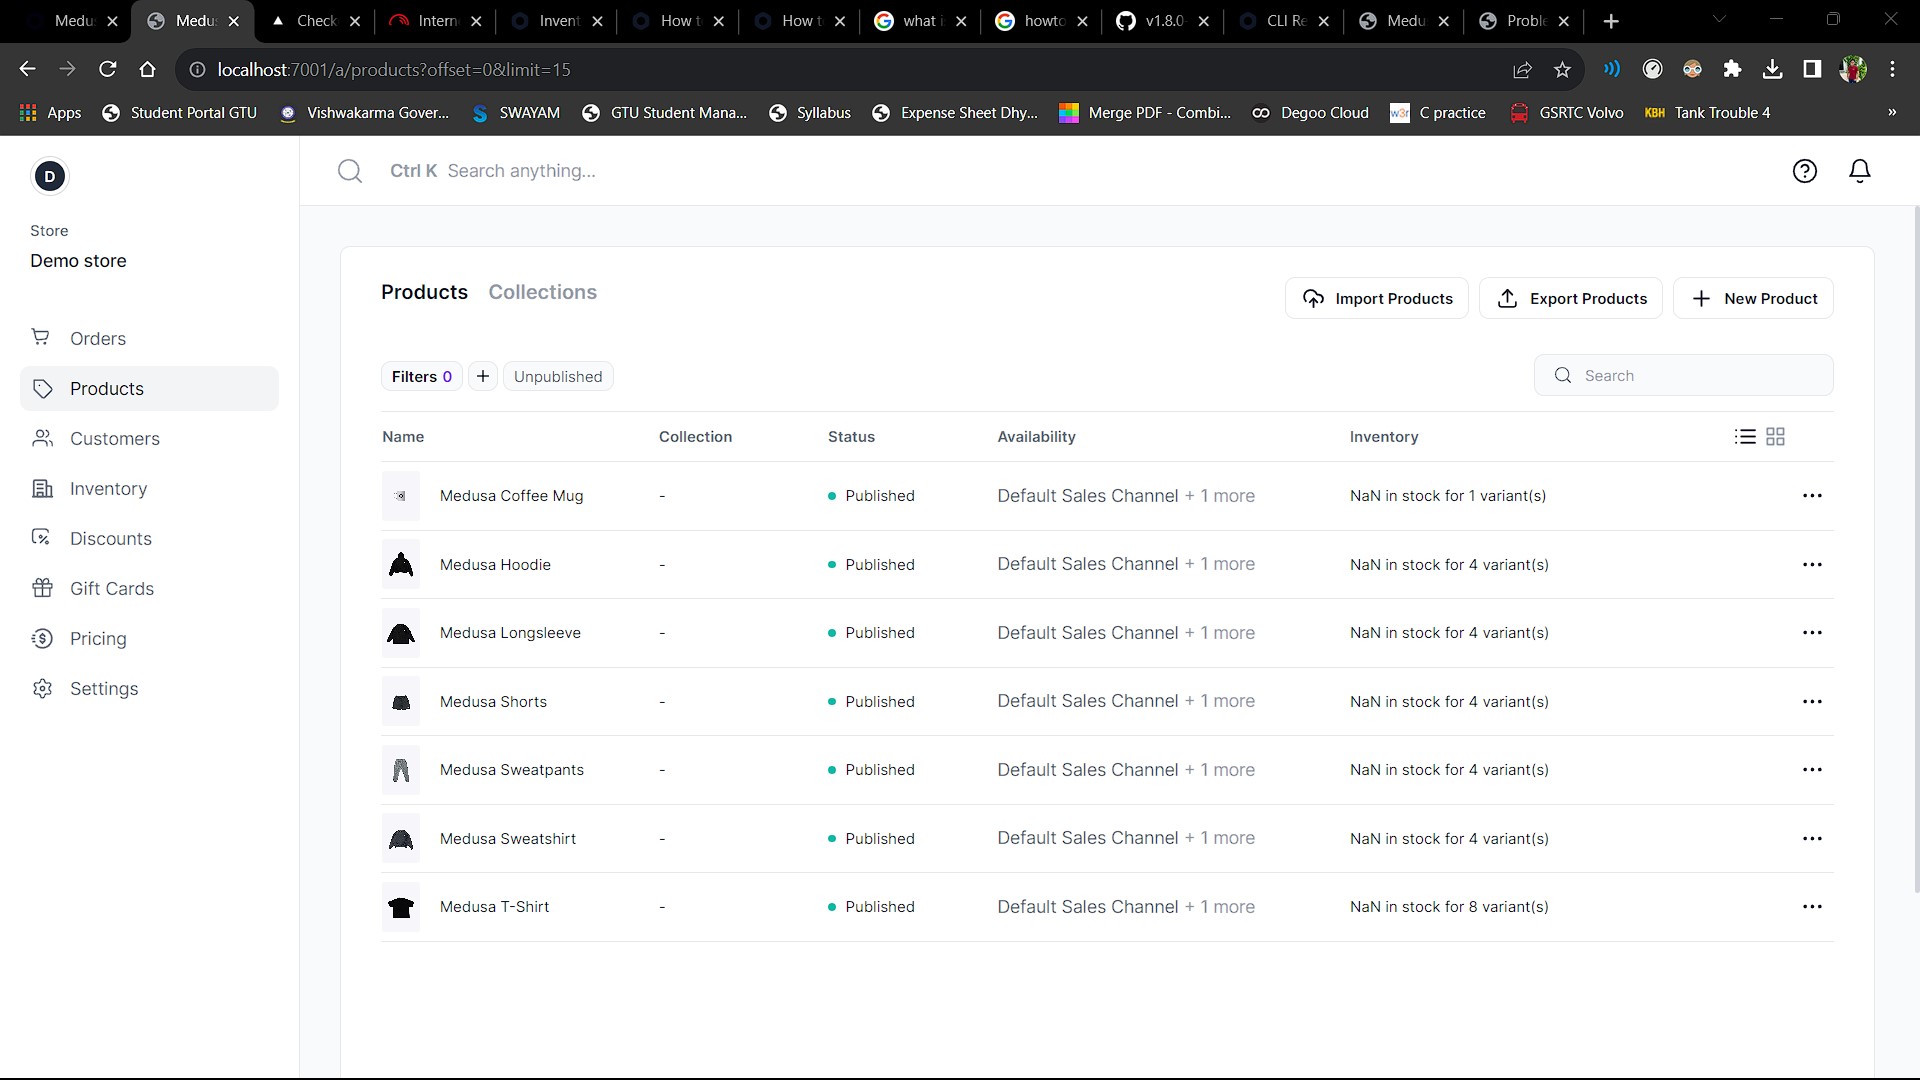 Medus
Medu:
Check
Intern
Invent
How t
How t
what i
howto
v1.8.0
CLI Re
Medu
Proble
localhost:7001/a/products?offset=0&limit=15
Apps
Student Portal GTU
Vishwakarma Gover...
SWAYAM
GTU Student Mana...
Syllabus
Expense Sheet Dhy...
Merge PDF - Combi...
Degoo Cloud
w3r
C practice
GSRTC Volvo
KBH
Tank Trouble 4
»
D
Ctrl K Search anything...
Store
Demo store
Orders
Products
Customers
Inventory
Discounts
Gift Cards
Pricing
Settings
Products Collections
Import Products
Export Products
New Product
Filters 0
+
Unpublished
Search
Name Collection Status Availability Inventory
Medusa Coffee Mug - Published Default Sales Channel + 1 more NaN in stock for 1 variant(s)
Medusa Hoodie - Published Default Sales Channel + 1 more NaN in stock for 4 variant(s)
Medusa Longsleeve - Published Default Sales Channel + 1 more NaN in stock for 4 variant(s)
Medusa Shorts - Published Default Sales Channel + 1 more NaN in stock for 4 variant(s)
Medusa Sweatpants - Published Default Sales Channel + 1 more NaN in stock for 4 variant(s)
Medusa Sweatshirt - Published Default Sales Channel + 1 more NaN in stock for 4 variant(s)
Medusa T-Shirt - Published Default Sales Channel + 1 more NaN in stock for 8 variant(s)